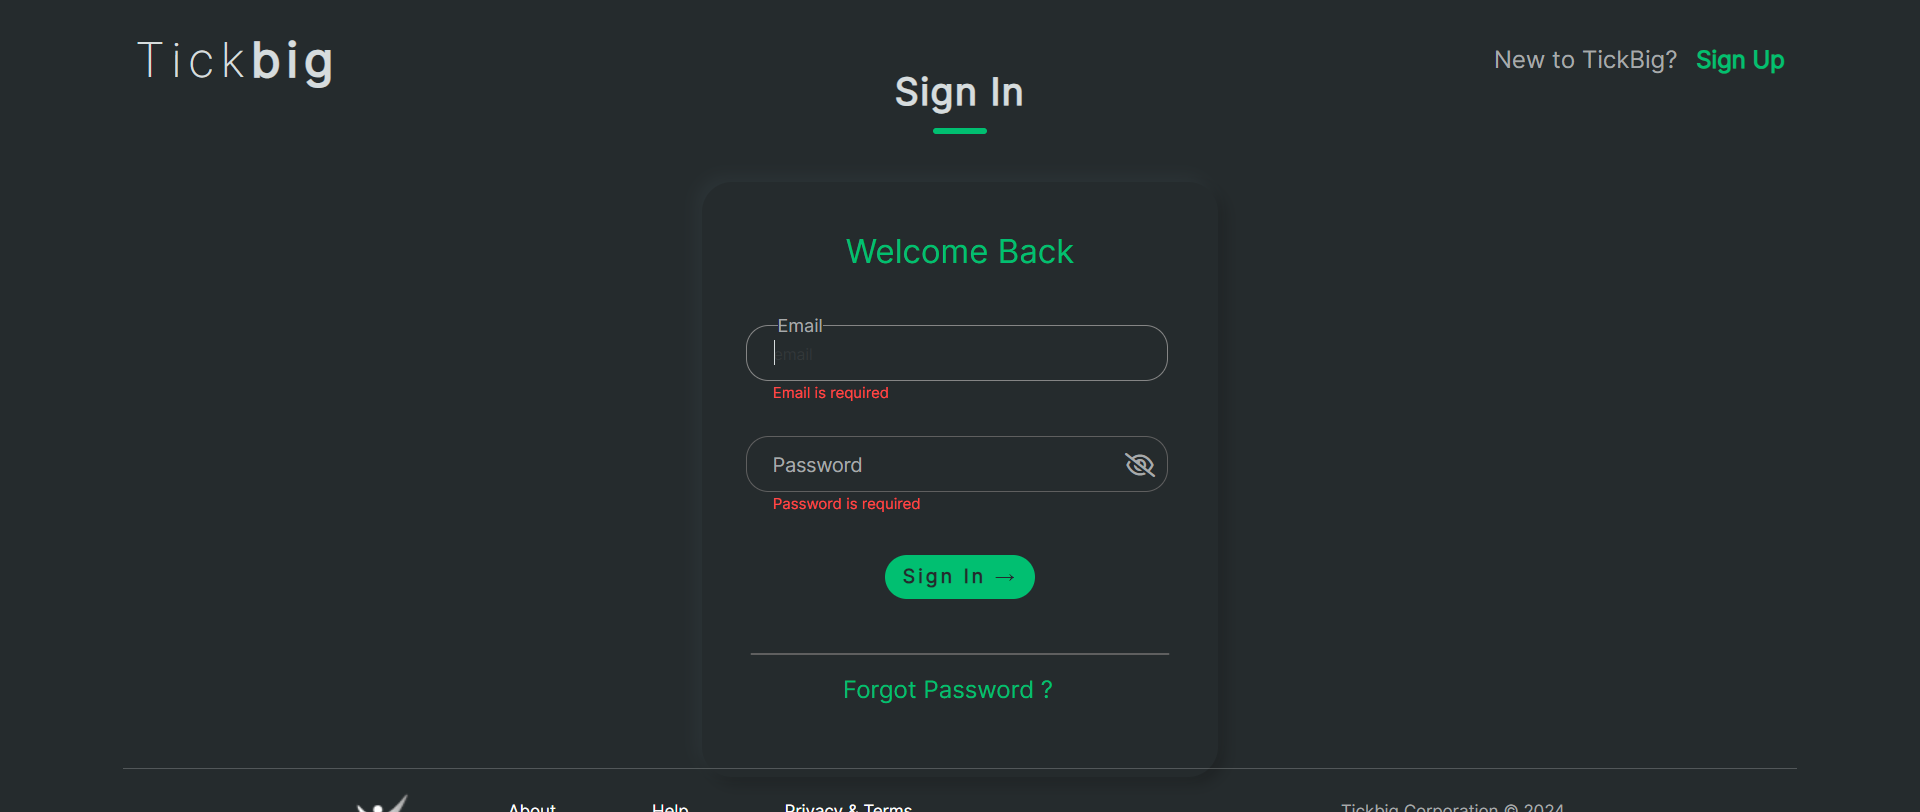 Tickbig
New to TickBig? Sign Up
Sign In
Welcome Back
Email
email
Email is required
Password
Password is required
Sign In →
Forgot Password ?
About
Help
Privacy & Terms
Tickbig Corporation © 2024